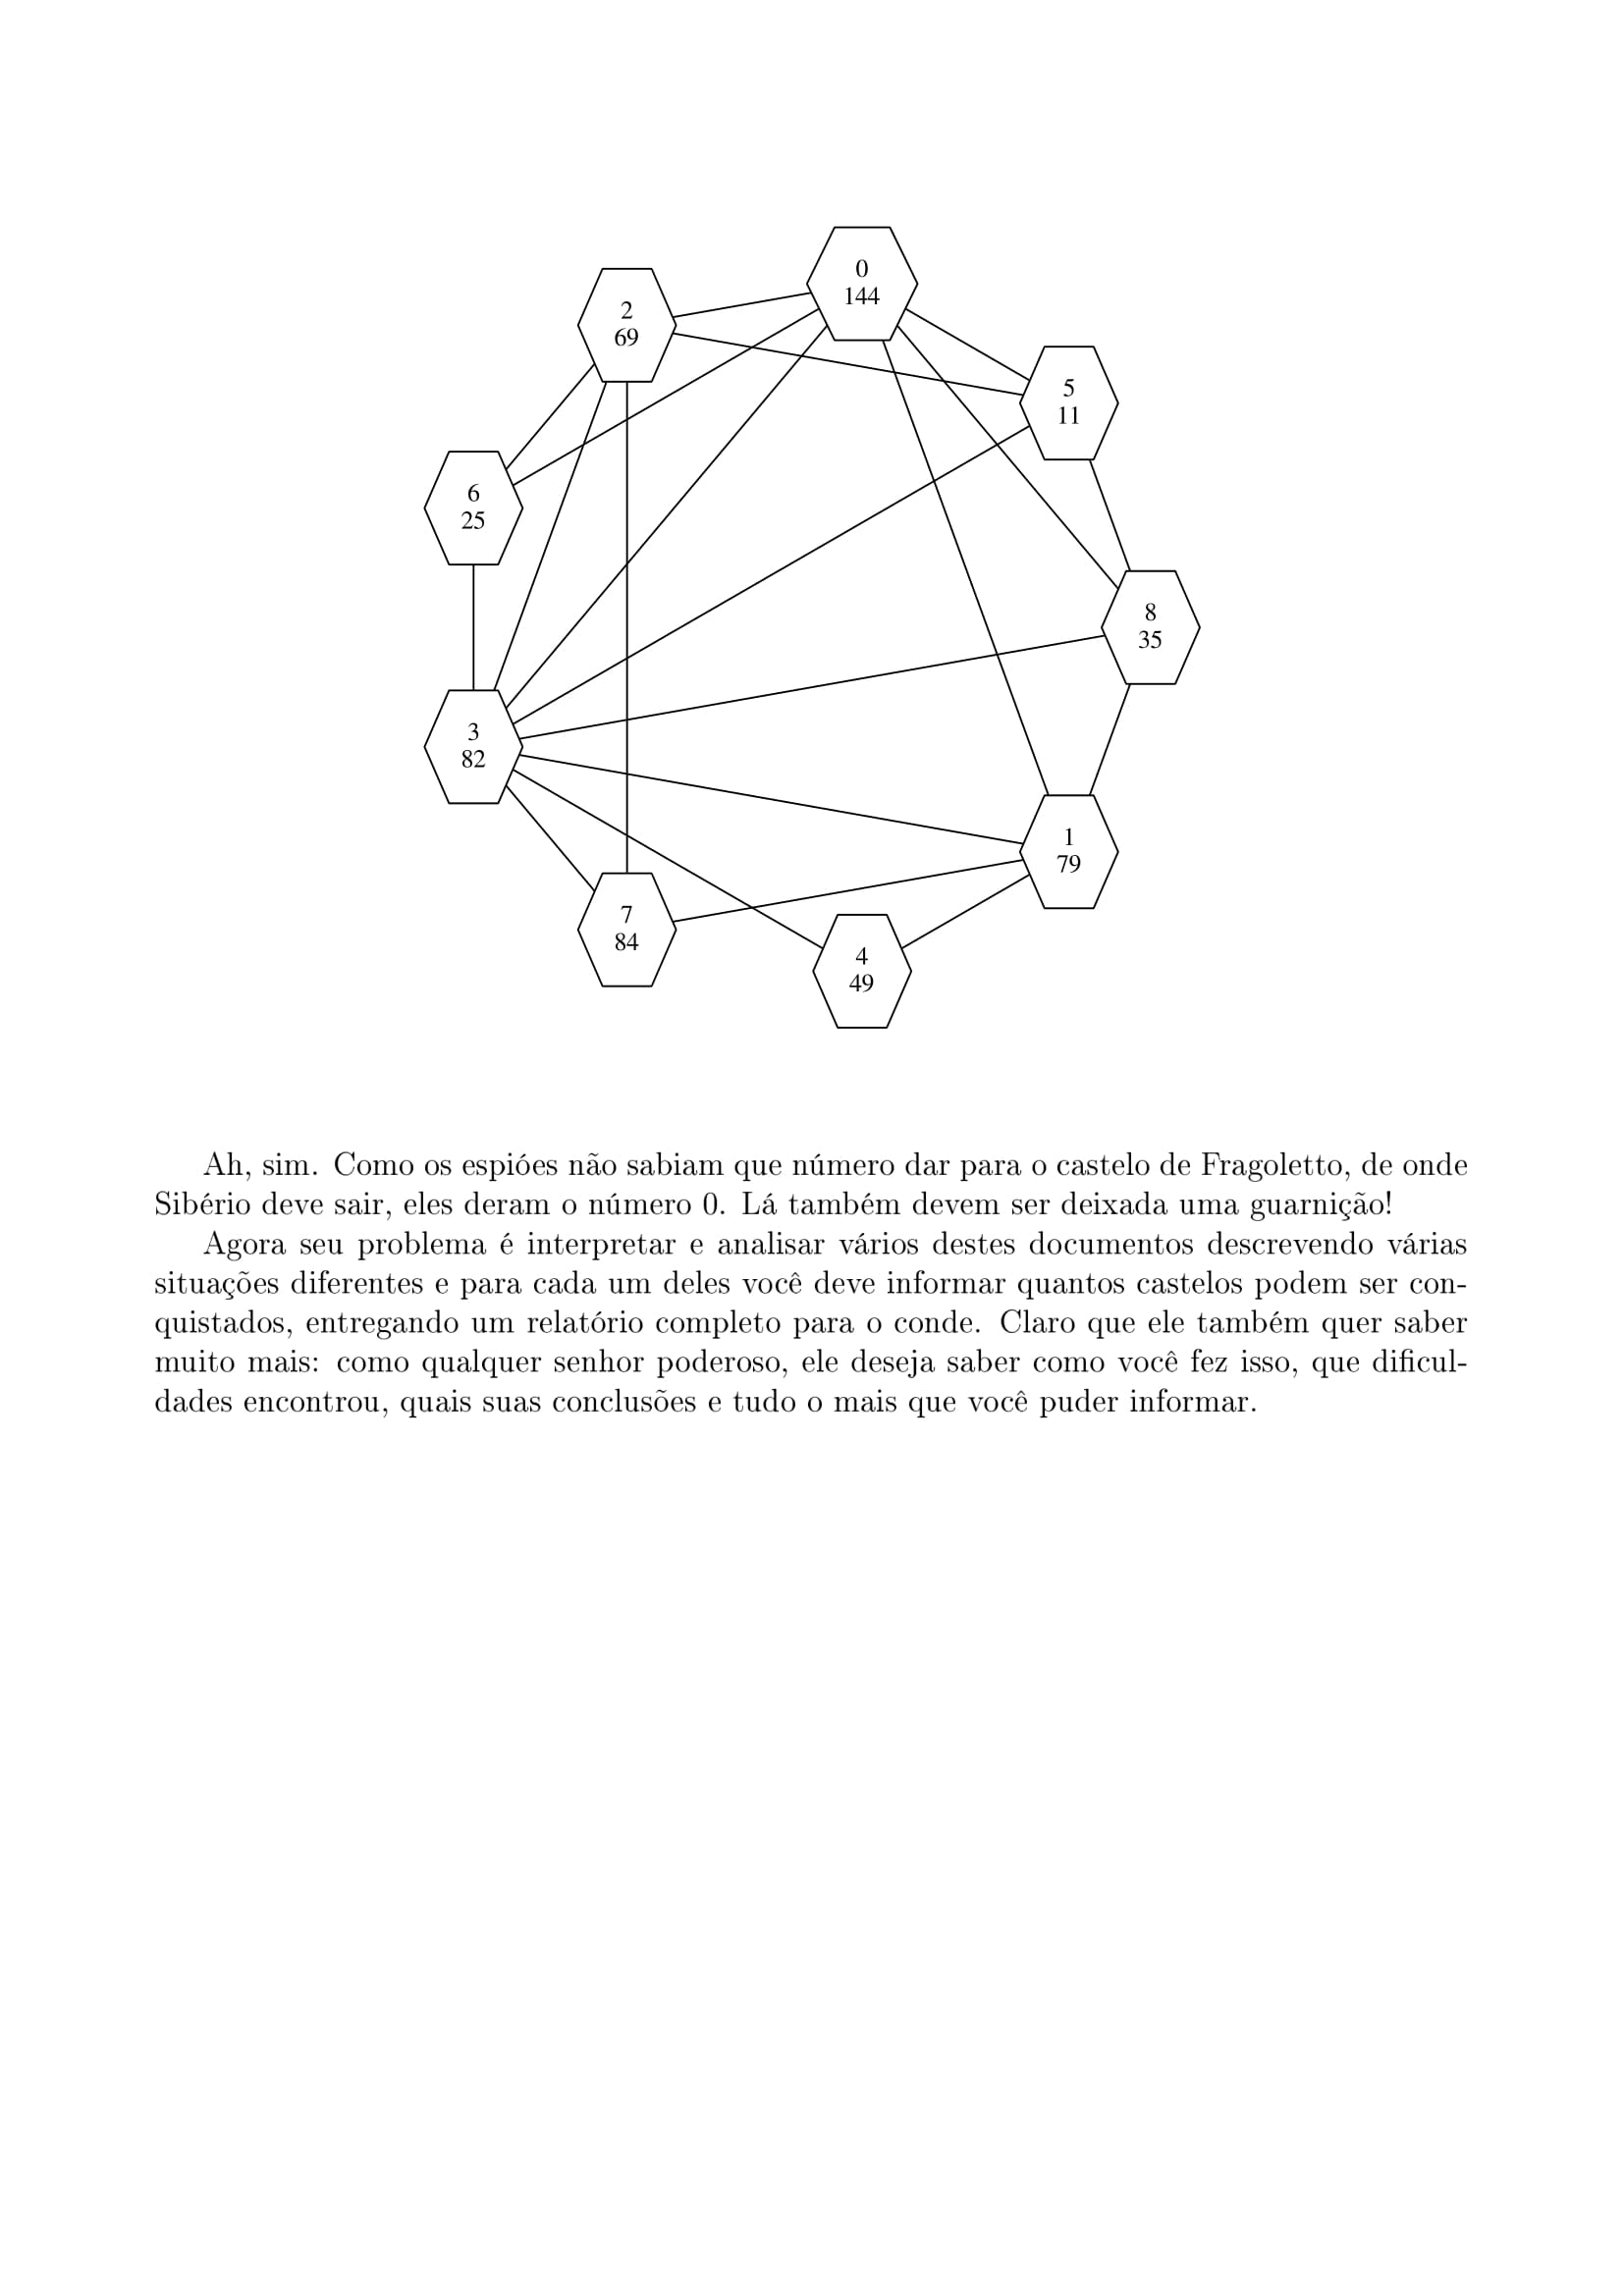 0
144
2
69
5
11
6
25
8
35
3
82
1
79
7
84
4
49
Ah, sim. Como os espióes não sabiam que número dar para o castelo de Fragoletto, de onde
Sibério deve sair, eles deram o número 0. Lá também devem ser deixada uma guarnição!
Agora seu problema é interpretar e analisar vários destes documentos descrevendo várias
situações diferentes e para cada um deles você deve informar quantos castelos podem ser con-
quistados, entregando um relatório completo para o conde. Claro que ele também quer saber
muito mais: como qualquer senhor poderoso, ele deseja saber como você fez isso, que dificul-
dades encontrou, quais suas conclusões e tudo o mais que você puder informar.